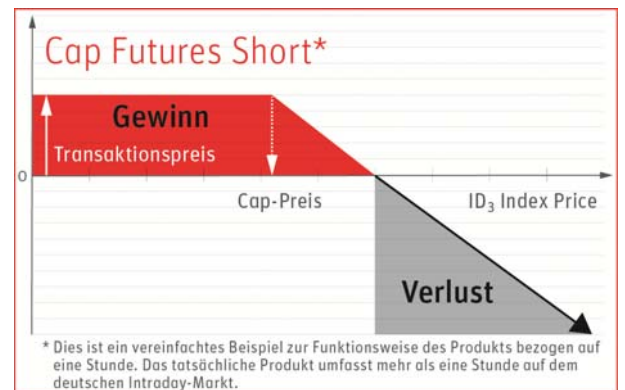 Cap Futures Short*
Gewinn
Transaktionspreis
0
Cap-Preis
ID₃ Index Price
Verlust
* Dies ist ein vereinfachtes Beispiel zur Funktionsweise des Produkts bezogen auf
eine Stunde. Das tatsächliche Produkt umfasst mehr als eine Stunde auf dem
deutschen Intraday-Markt.